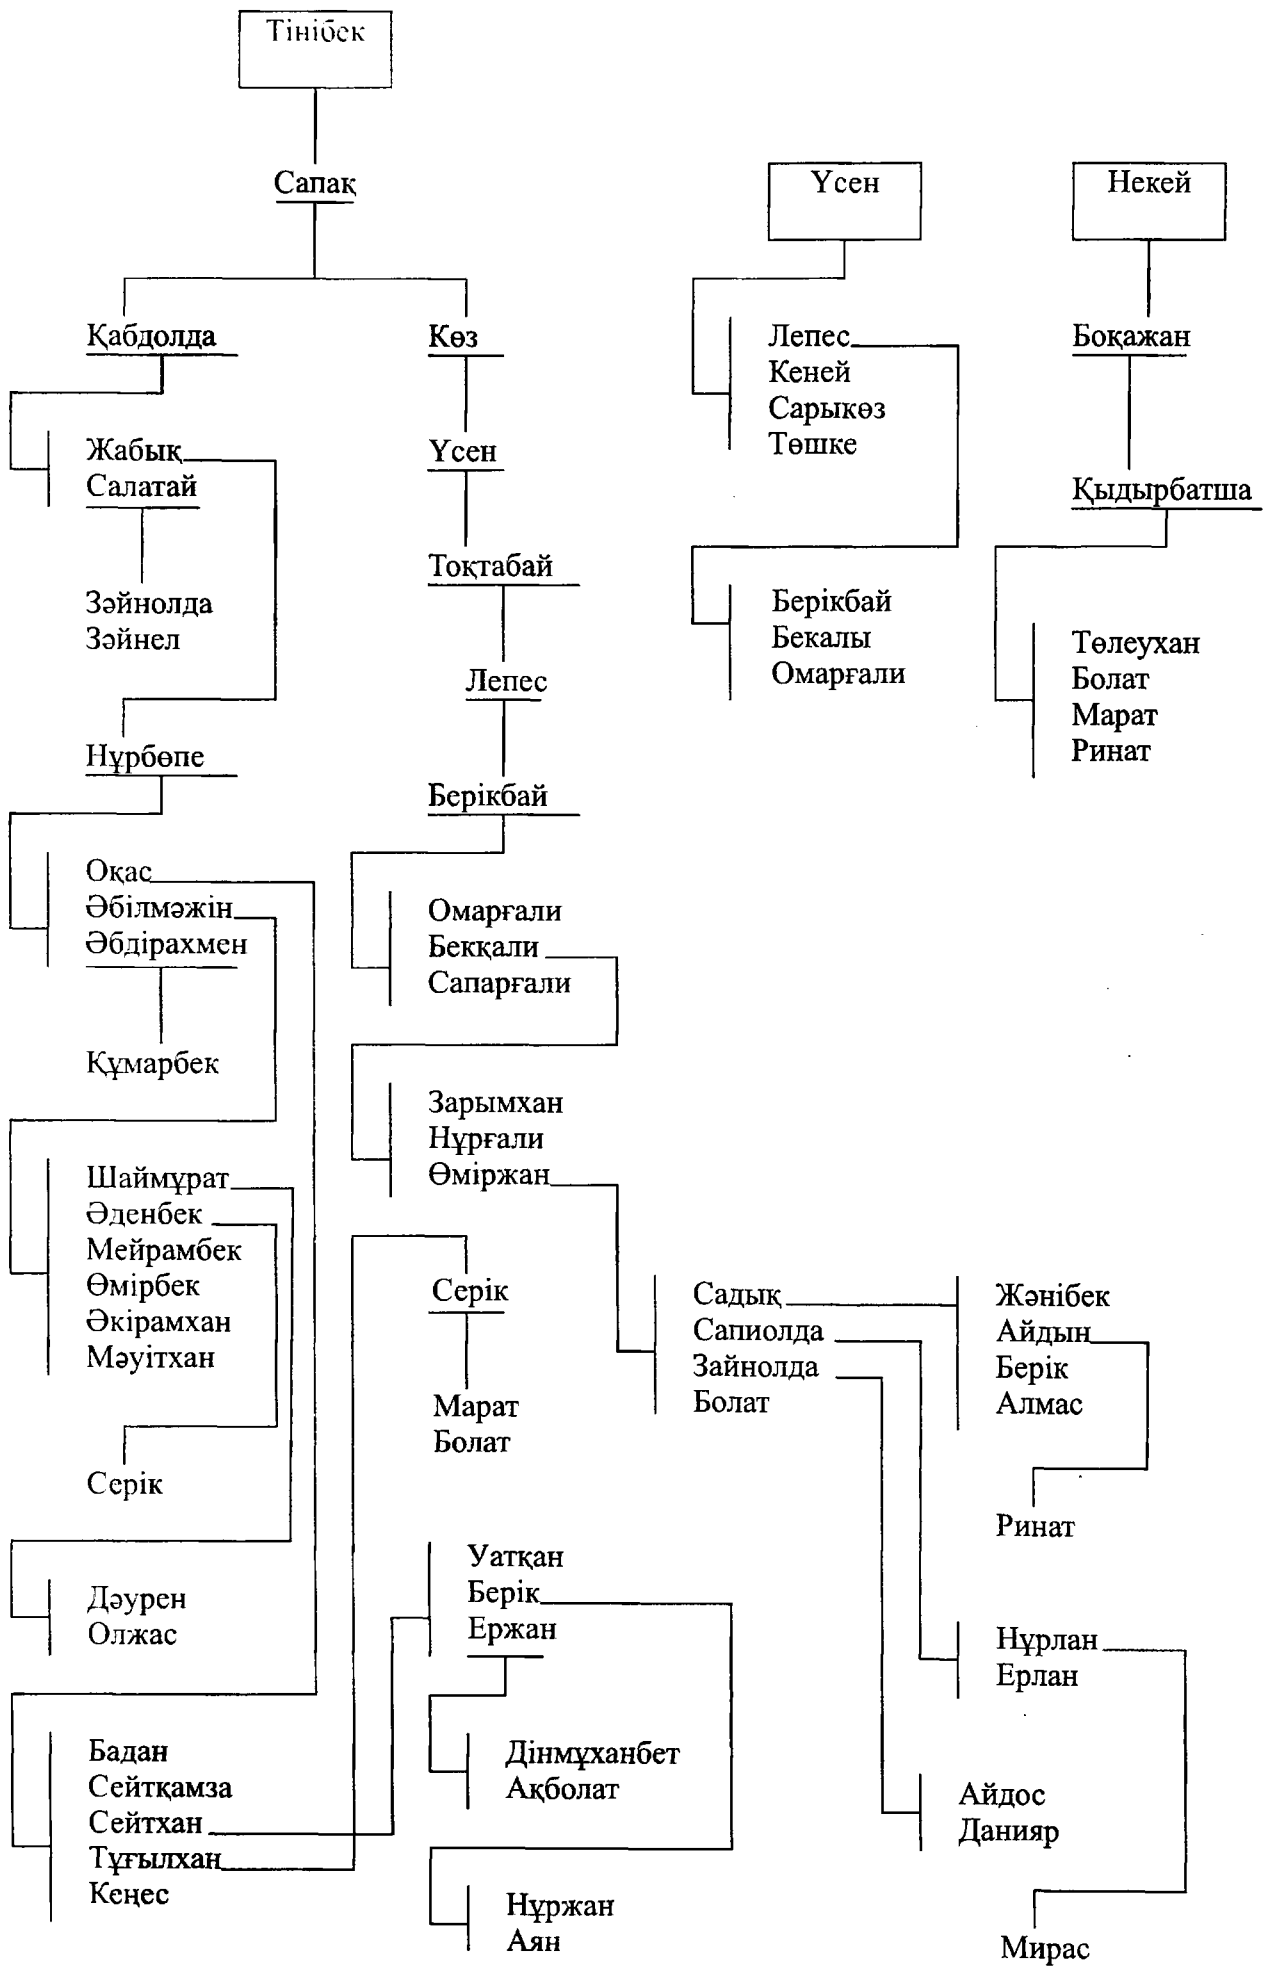 Тінібек
Сапақ
Қабдолда
Жабық
Салатай
Зәйнолда
Зәйнел
Нұрбөпе
Оқас
Әбілмәжін
Әбдірахмен
Құмарбек
Шаймұрат
Әденбек
Мейрамбек
Өмірбек
Әкірамхан
Мәуітхан
Серік
Дәурен
Олжас
Бадан
Сейтқамза
Сейтхан
Тұғылхан
Кеңес
Көз
Үсен
Тоқтабай
Лепес
Берікбай
Омарғали
Бекқали
Сапарғали
Зарымхан
Нұрғали
Өміржан
Серік
Марат
Болат
Уатқан
Берік
Ержан
Дінмұханбет
Ақболат
Нұржан
Аян
Садық
Сапиолда
Зайнолда
Болат
Жәнібек
Айдын
Берік
Алмас
Ринат
Нұрлан
Ерлан
Айдос
Данияр
Мирас
Үсен
Лепес
Кеней
Сарыкөз
Төшке
Берікбай
Бекалы
Омарғали
Некей
Боқажан
Қыдырбатша
Төлеухан
Болат
Марат
Ринат